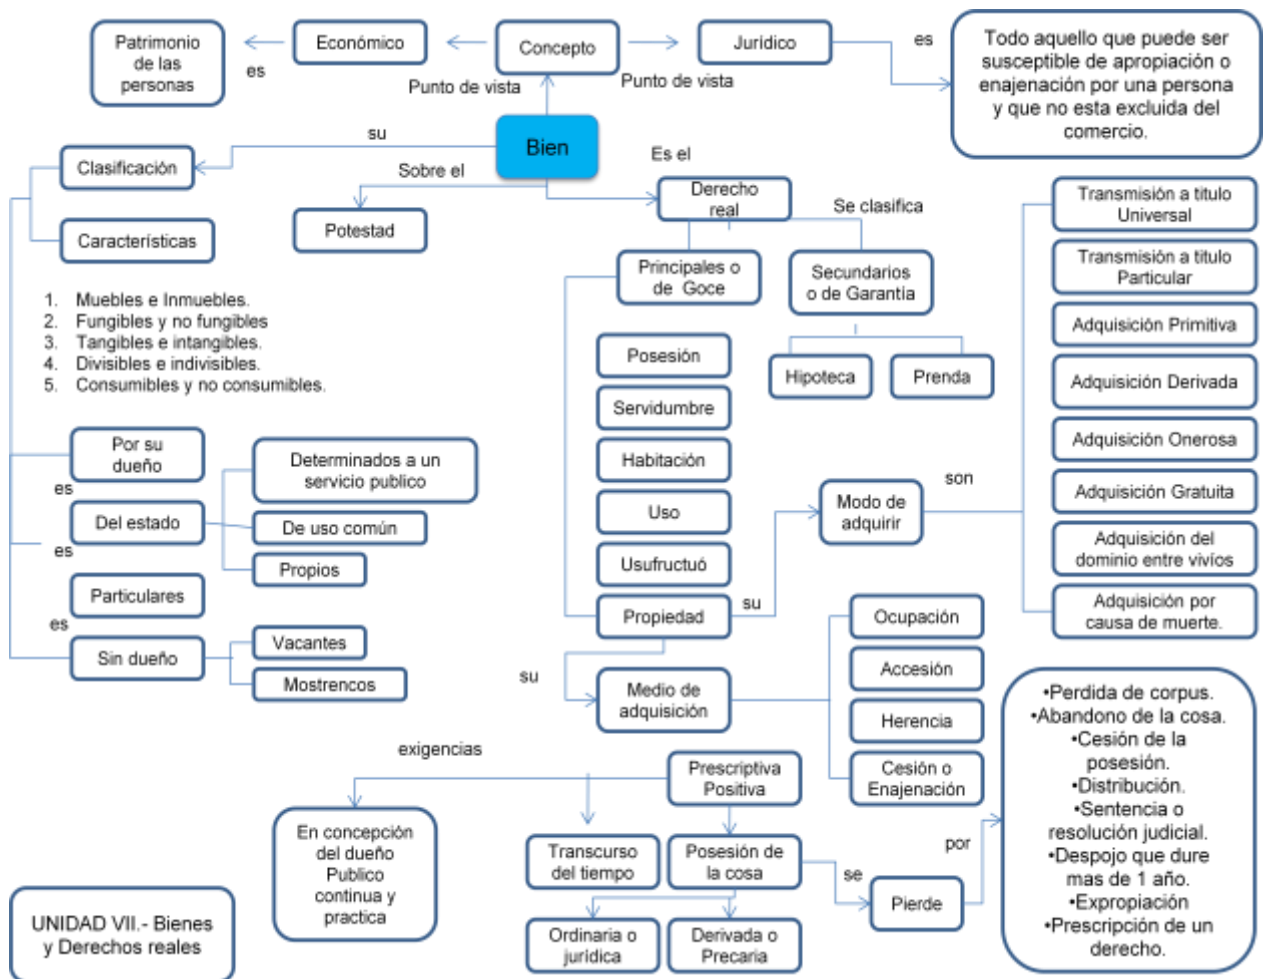 Patrimonio
de las
personas
es
Económico
Concepto
Punto de vista
Punto de vista
Jurídico
es
Todo aquello que puede ser
susceptible de apropiación o
enajenación por una persona
y que no esta excluida del
comercio.
su
Bien
Clasificación
Características
Sobre el
Potestad
Es el
Derecho
real
Se clasifica
Principales o
de Goce
Secundarios
o de Garantía
Hipoteca
Prenda
1. Muebles e Inmuebles.
2. Fungibles y no fungibles
3. Tangibles e intangibles.
4. Divisibles e indivisibles.
5. Consumibles y no consumibles.
Por su
dueño
es
Del estado
es
Particulares
es
Sin dueño
Determinados a un
servicio publico
De uso común
Propios
Vacantes
Mostrencos
Posesión
Servidumbre
Habitación
Uso
Usufructuó
Propiedad
su
Modo de
adquirir
son
Transmisión a titulo
Universal
Transmisión a titulo
Particular
Adquisición Primitiva
Adquisición Derivada
Adquisición Onerosa
Adquisición Gratuita
Adquisición del
dominio entre vivíos
Adquisición por
causa de muerte.
su
Medio de
adquisición
Ocupación
Accesión
Herencia
Cesión o
Enajenación
exigencias
Prescriptiva
Positiva
En concepción
del dueño
Publico
continua y
practica
Transcurso
del tiempo
Posesión de
la cosa
Ordinaria o
jurídica
Derivada o
Precaria
se
Pierde
por
•Perdida de corpus.
•Abandono de la cosa.
•Cesión de la
posesión.
•Distribución.
•Sentencia o
resolución judicial.
•Despojo que dure
mas de 1 año.
•Expropiación
•Prescripción de un
derecho.
UNIDAD VII.- Bienes
y Derechos reales